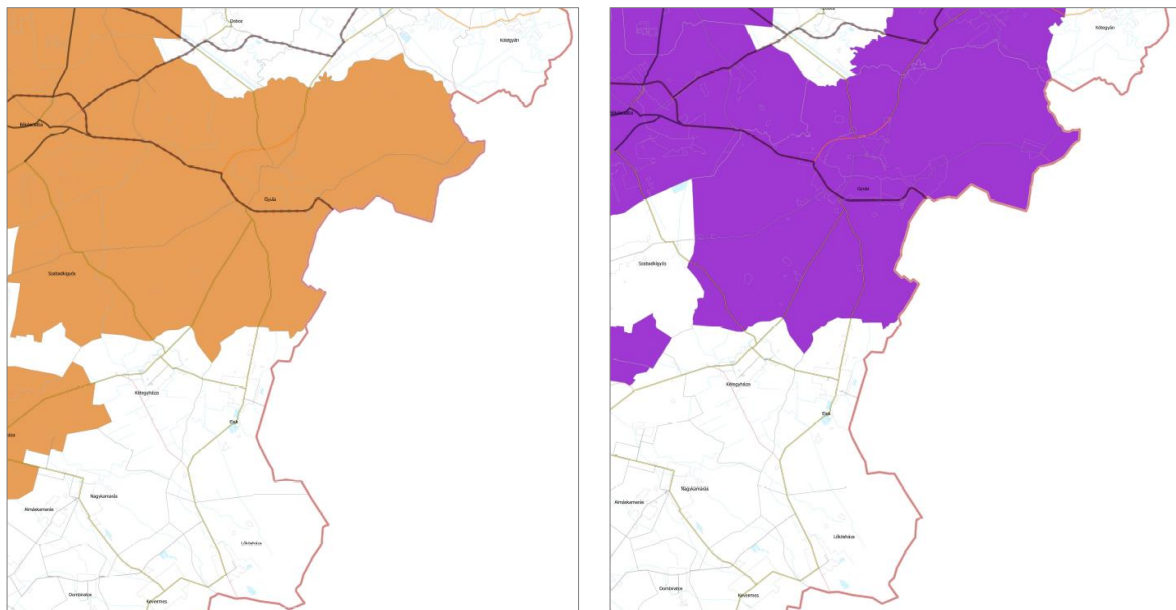 Doboz
Kötegyán
Békéscsaba
Gyula
Szabadkígyós
Kétegyháza
Elek
Nagykamarás
Almáskamarás
Lőkösháza
Dombiratos
Kevermes
Doboz
Kötegyán
Gyula
Szabadkígyós
Kétegyháza
Elek
Nagykamarás
Almáskamarás
Lőkösháza
Dombiratos
Kevermes